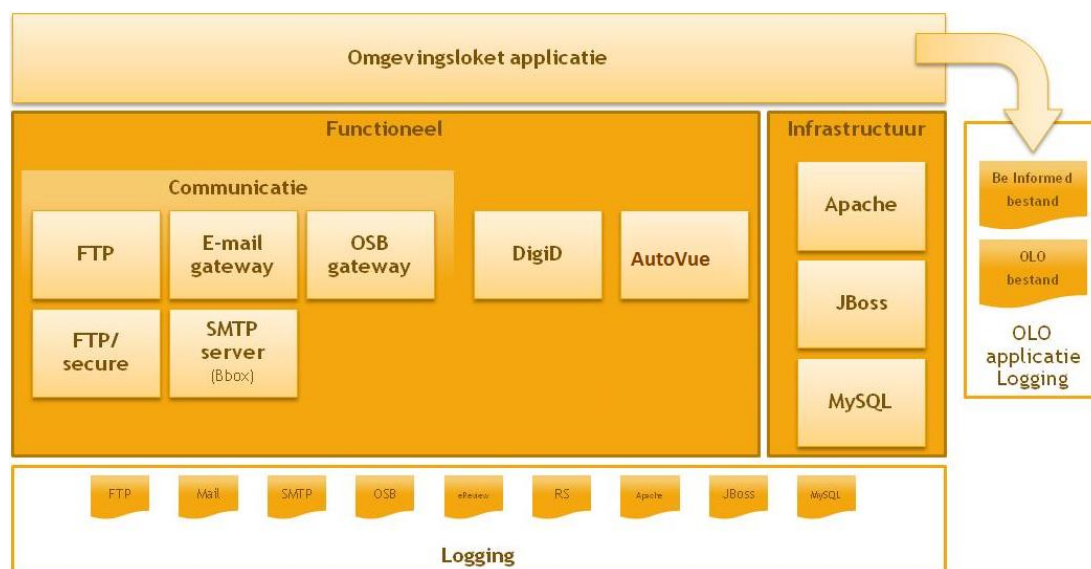 Omgevingsloket applicatie
Functioneel
Communicatie
FTP
E-mail
gateway
OSB
gateway
DigiD
AutoVue
FTP/
secure
SMTP
server
(Bbox)
Infrastructuur
Apache
JBoss
MySQL
Be Informed
bestand
OLO
bestand
OLO
applicatie
Logging
FTP
Mail
SMTP
OSB
eReview
RS
Apache
JBoss
MySQL
Logging